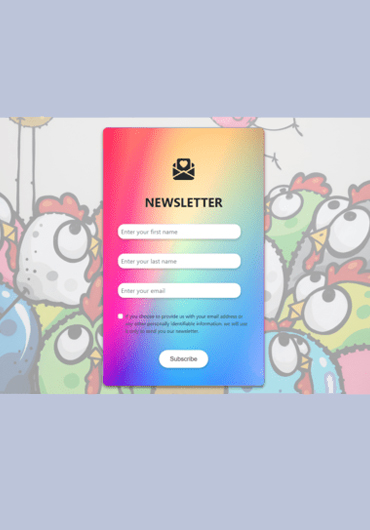 NEWSLETTER
Enter your first name
Enter your last name
Enter your email
If you choose to provide us with your email address or
any other personally identifiable information, we will use
it only to send you our newsletter.
Subscribe